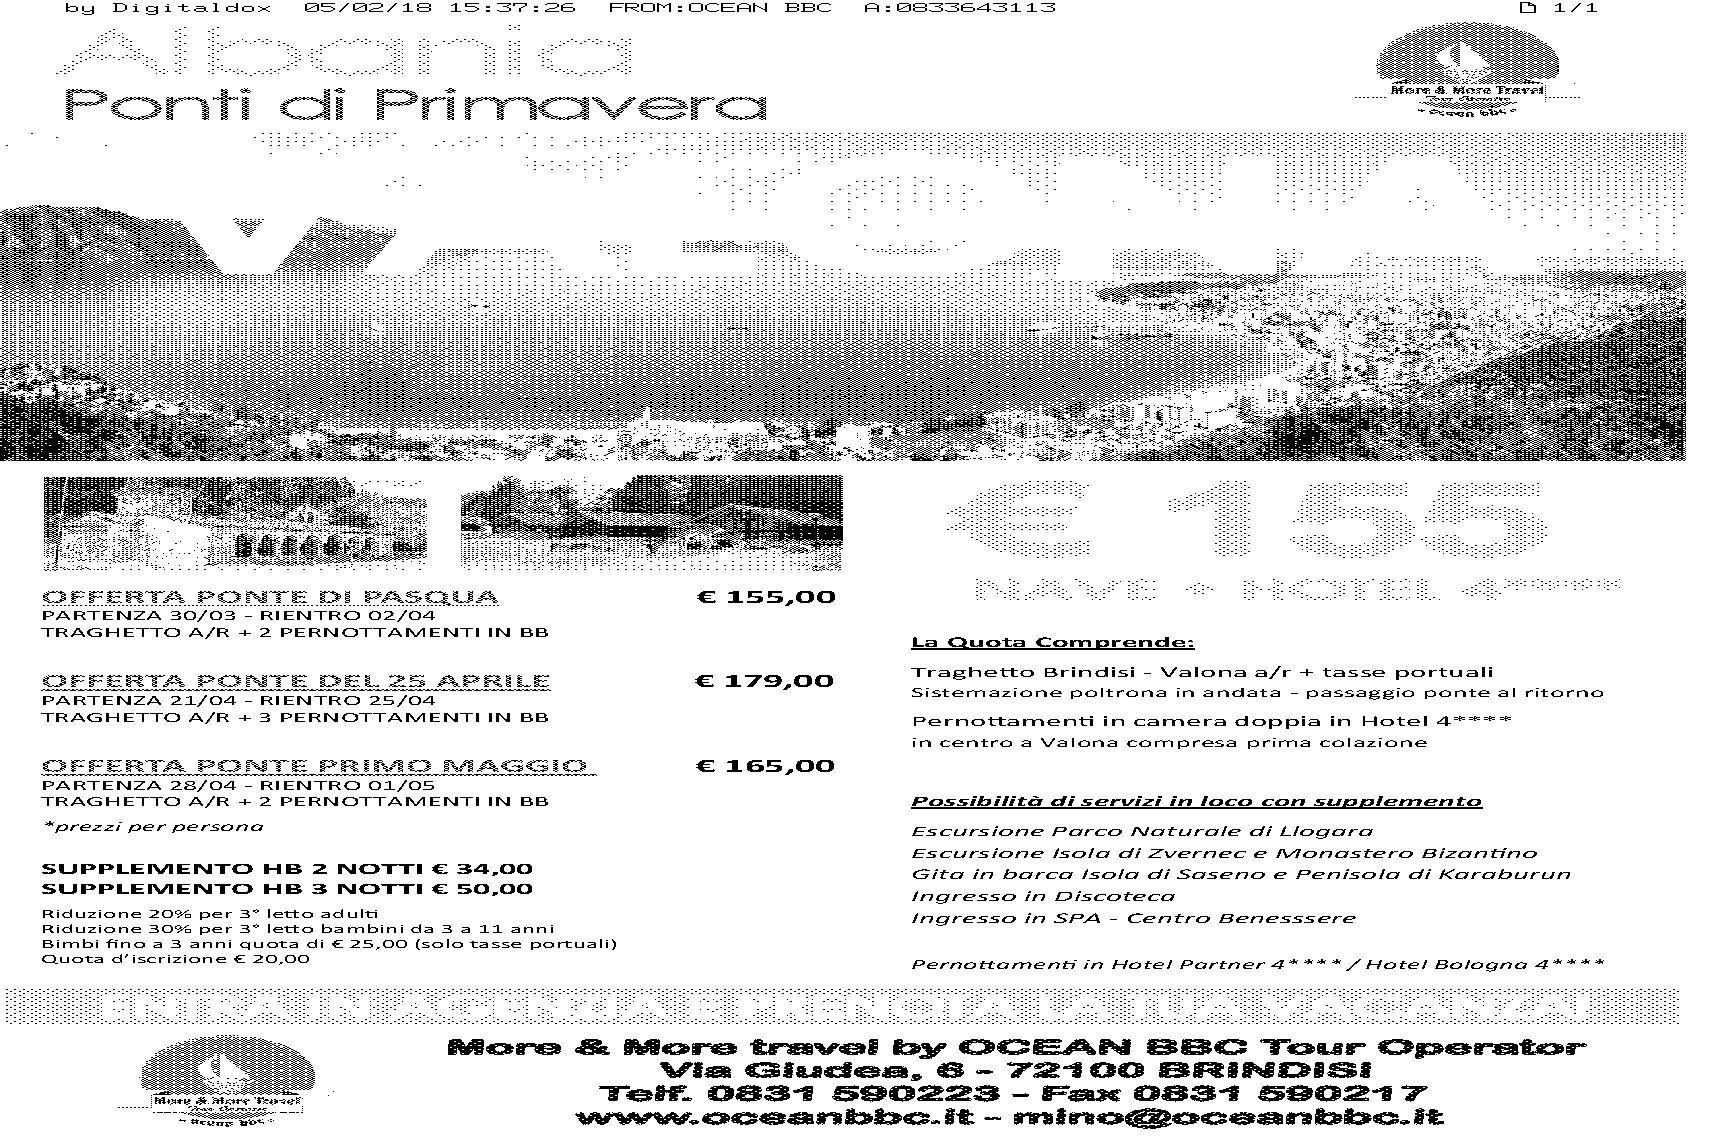 by Digitaldox 05/02/18 15:37:26 FROM:OCEAN BBC A:0833643113 1/1
Albania
Ponti di Primavera
More & More Travel
Tour Operator
"Ocean bbc"
VALONA
€ 155
NAVE + HOTEL 4****
OFFERTA PONTE DI PASQUA € 155,00
PARTENZA 30/03 - RIENTRO 02/04
TRAGHETTO A/R + 2 PERNOTTAMENTI IN BB
OFFERTA PONTE DEL 25 APRILE € 179,00
PARTENZA 21/04 - RIENTRO 25/04
TRAGHETTO A/R + 3 PERNOTTAMENTI IN BB
OFFERTA PONTE PRIMO MAGGIO € 165,00
PARTENZA 28/04 - RIENTRO 01/05
TRAGHETTO A/R + 2 PERNOTTAMENTI IN BB
*prezzi per persona
SUPPLEMENTO HB 2 NOTTI € 34,00
SUPPLEMENTO HB 3 NOTTI € 50,00
Riduzione 20% per 3° letto adulti
Riduzione 30% per 3° letto bambini da 3 a 11 anni
Bimbi fino a 3 anni quota di € 25,00 (solo tasse portuali)
Quota d'iscrizione € 20,00
La Quota Comprende:
Traghetto Brindisi - Valona a/r + tasse portuali
Sistemazione poltrona in andata - passaggio ponte al ritorno
Pernottamenti in camera doppia in Hotel 4****
in centro a Valona compresa prima colazione
Possibilità di servizi in loco con supplemento
Escursione Parco Naturale di Llogara
Escursione Isola di Zvernec e Monastero Bizantino
Gita in barca Isola di Saseno e Penisola di Karaburun
Ingresso in Discoteca
Ingresso in SPA - Centro Benesssere
Pernottamenti in Hotel Partner 4**** / Hotel Bologna 4****
ENTRA IN AGENZIA E PRENOTA LA TUA VACANZA!
More & More Travel
Tour Operator
"Ocean bbc"
More & More travel by OCEAN BBC Tour Operator
Via Giudea, 6 - 72100 BRINDISI
Telf. 0831 590223 - Fax 0831 590217
www.oceanbbc.it - mino@oceanbbc.it